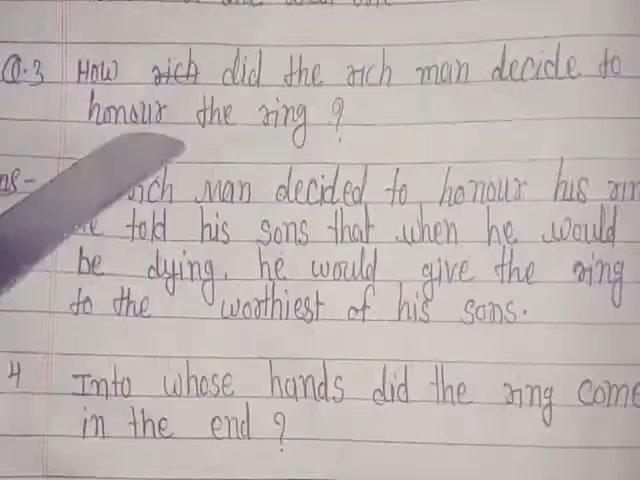 Q.3 How rich did the rich man decide to
honour the ring ?
ns- rich man decided to honour his
told his sons that when he would
be dying, he would give the ring
to the worthiest of his sons.
4 Into whose hands did the ring come
in the end ?